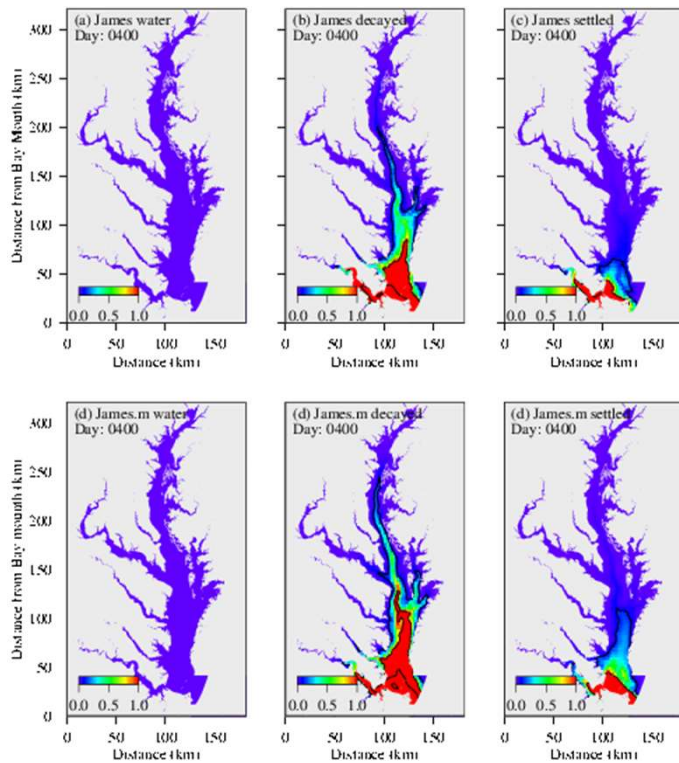 (a) James water
Day: 0400
(b) James decayed
Day: 0400
(c) James settled
Day: 0400
Distance from Bay Mouth (km)
300
250
200
150
100
50
0
0.0 0.5 1.0
0.0 0.5 1.0
0.0 0.5 1.0
0 50 100 150
0 50 100 150
0 50 100 150
Distance (km)
Distance (km)
Distance (km)
(d) James.m water
Day: 0400
(d) James.m decayed
Day: 0400
(d) James.m settled
Day: 0400
Distance from Bay mounth (km)
300
250
200
150
100
50
0
0.0 0.5 1.0
0.0 0.5 1.0
0.0 0.5 1.0
0 50 100 150
0 50 100 150
0 50 100 150
Distance (km)
Distance (km)
Distance (km)